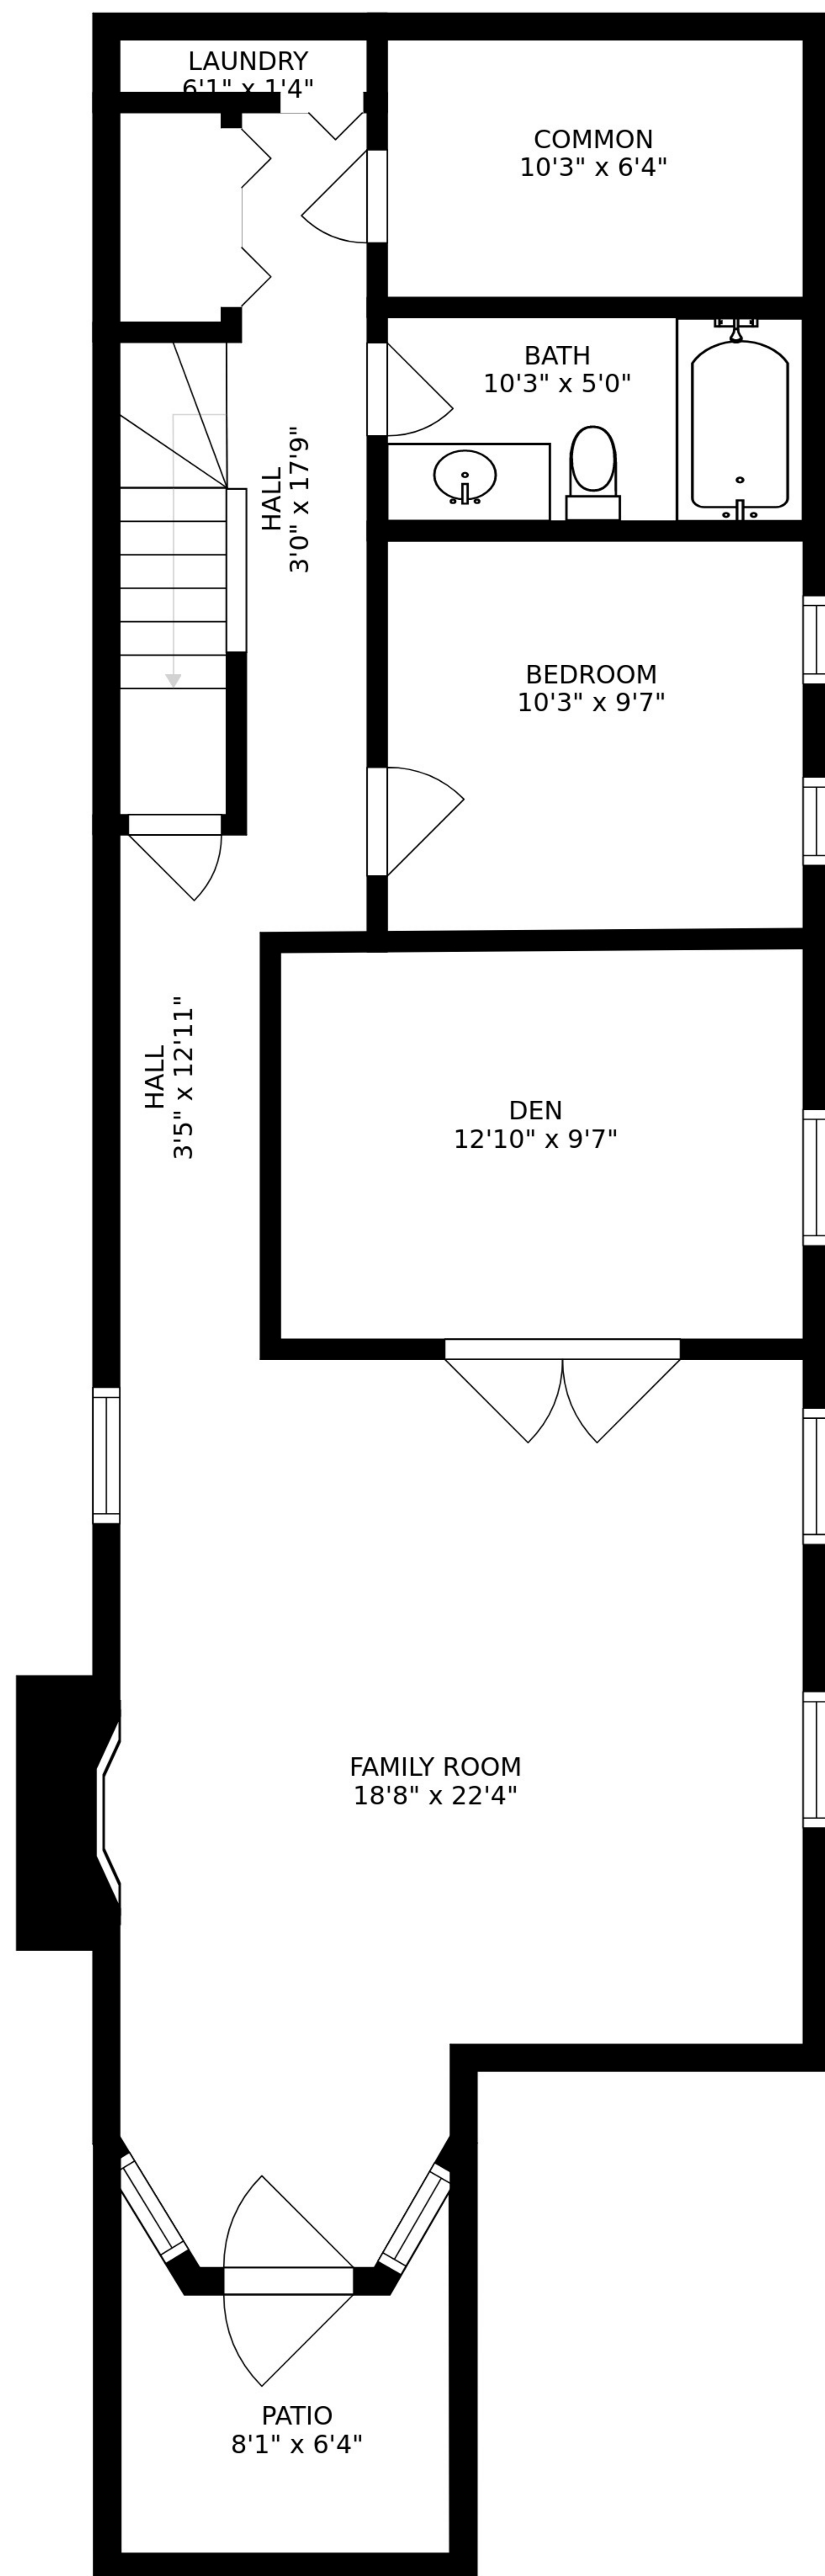 LAUNDRY
6'1" x 1'4"
COMMON
10'3" x 6'4"
BATH
10'3" x 5'0"
HALL
3'0" x 17'9"
BEDROOM
10'3" x 9'7"
HALL
3'5" x 12'11"
DEN
12'10" x 9'7"
FAMILY ROOM
18'8" x 22'4"
PATIO
8'1" x 6'4"